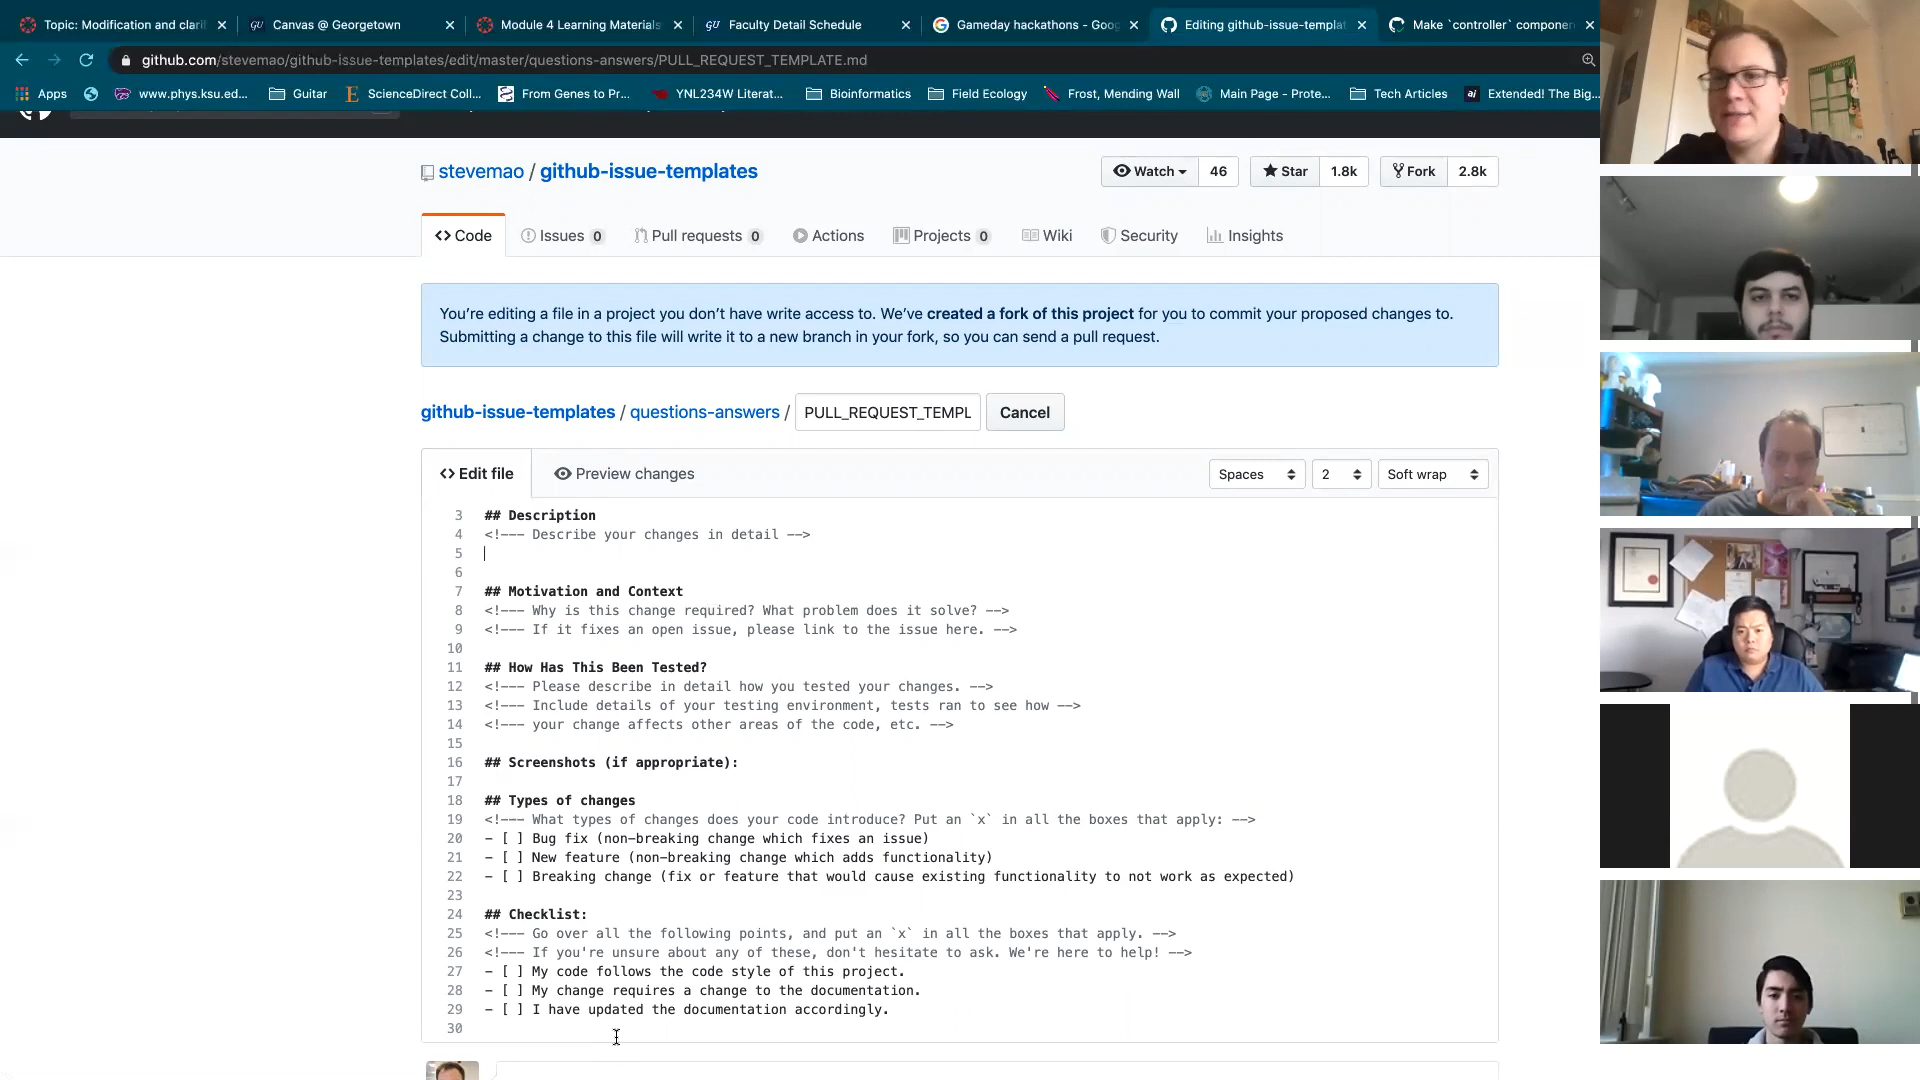 Topic: Modification and clari
Canvas @ Georgetown
Module 4 Learning Materials
GU Faculty Detail Schedule
Gameday hackathons - Goog
Editing github-issue-templat
Make `controller` componen
github.com/stevemao/github-issue-templates/edit/master/questions-answers/PULL_REQUEST_TEMPLATE.md
Apps
www.phys.ksu.ed...
Guitar
ScienceDirect Coll...
From Genes to Pr...
YNL234W Literat...
Bioinformatics
Field Ecology
Frost, Mending Wall
Main Page - Prote...
Tech Articles
ai Extended! The Big...
stevemao / github-issue-templates
Watch 46 Star 1.8k Fork 2.8k
<> Code Issues 0 Pull requests 0 Actions Projects 0 Wiki Security Insights
You’re editing a file in a project you don’t have write access to. We’ve created a fork of this project for you to commit your proposed changes to.
Submitting a change to this file will write it to a new branch in your fork, so you can send a pull request.
github-issue-templates / questions-answers / PULL_REQUEST_TEMPL Cancel
<> Edit file Preview changes Spaces 2 Soft wrap
3 ## Description
4 <!--- Describe your changes in detail -->
5
6
7 ## Motivation and Context
8 <!--- Why is this change required? What problem does it solve? -->
9 <!--- If it fixes an open issue, please link to the issue here. -->
10
11 ## How Has This Been Tested?
12 <!--- Please describe in detail how you tested your changes. -->
13 <!--- Include details of your testing environment, tests ran to see how -->
14 <!--- your change affects other areas of the code, etc. -->
15
16 ## Screenshots (if appropriate):
17
18 ## Types of changes
19 <!--- What types of changes does your code introduce? Put an `x` in all the boxes that apply: -->
20 - [ ] Bug fix (non-breaking change which fixes an issue)
21 - [ ] New feature (non-breaking change which adds functionality)
22 - [ ] Breaking change (fix or feature that would cause existing functionality to not work as expected)
23
24 ## Checklist:
25 <!--- Go over all the following points, and put an `x` in all the boxes that apply. -->
26 <!--- If you're unsure about any of these, don't hesitate to ask. We're here to help! -->
27 - [ ] My code follows the code style of this project.
28 - [ ] My change requires a change to the documentation.
29 - [ ] I have updated the documentation accordingly.
30